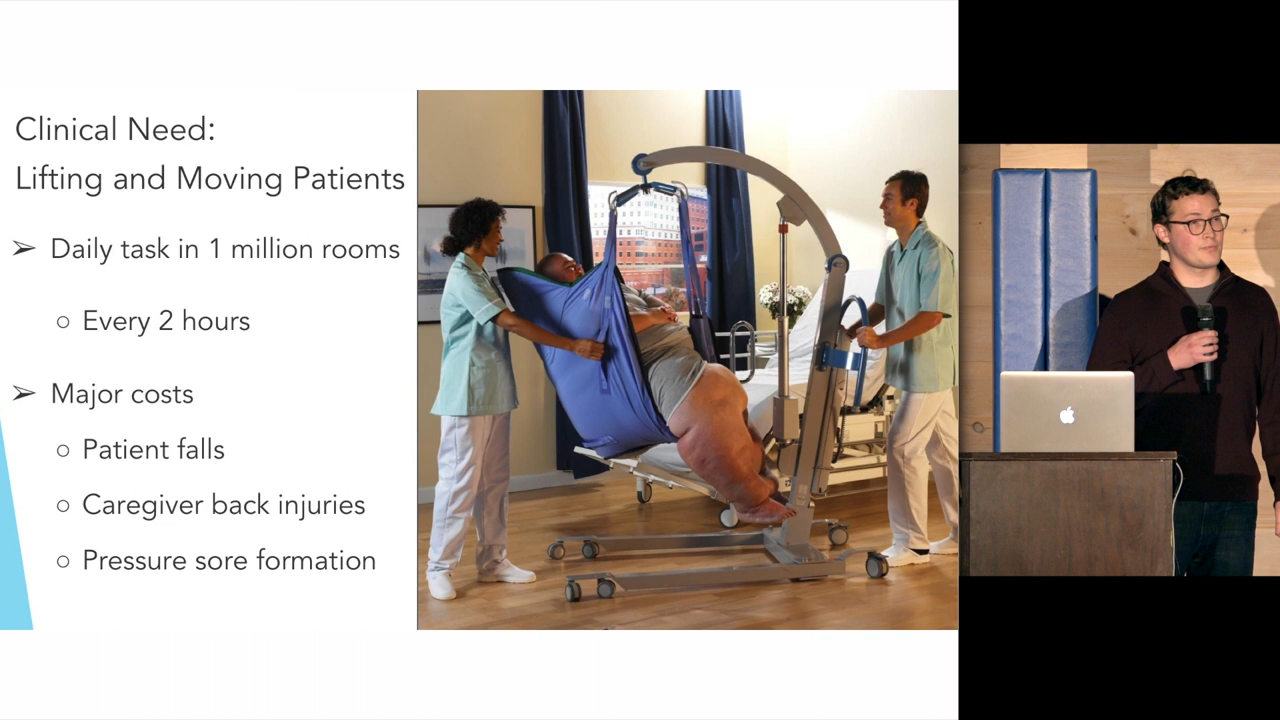 Clinical Need:
Lifting and Moving Patients
➢ Daily task in 1 million rooms
○ Every 2 hours
➢ Major costs
○ Patient falls
○ Caregiver back injuries
○ Pressure sore formation